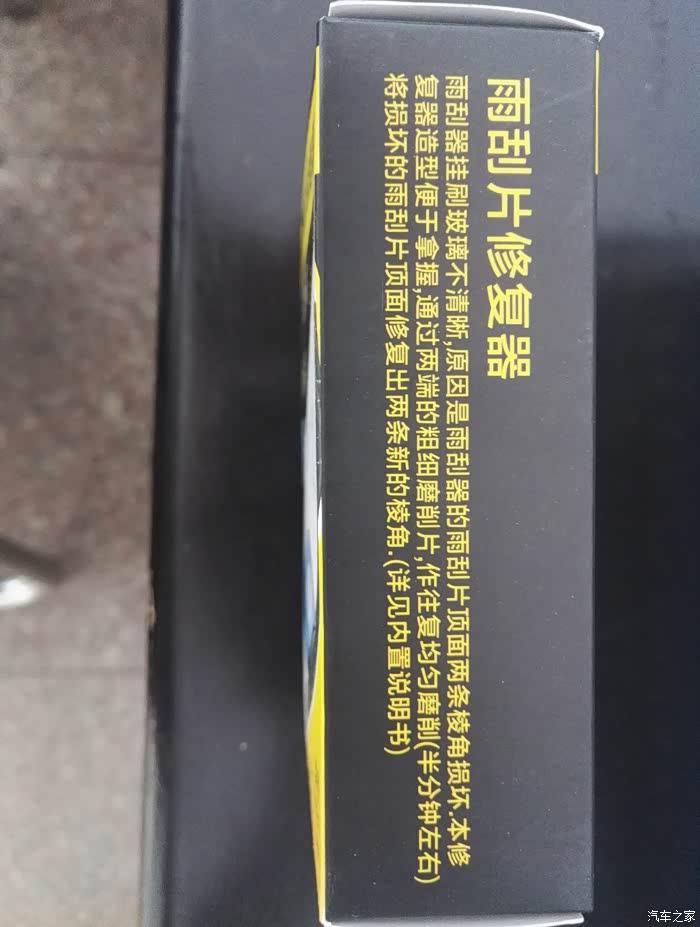 雨刮片修复器
雨刮器挂刷玻璃不清晰,原因是雨刮器的雨刮片顶面两条棱角损坏.本修
复器造型便于拿握,通过两端的粗细磨削片,作往复均匀磨削(半分钟左右)
将损坏的雨刮片顶面修复出两条新的棱角.(详见内置说明书)
汽车之家